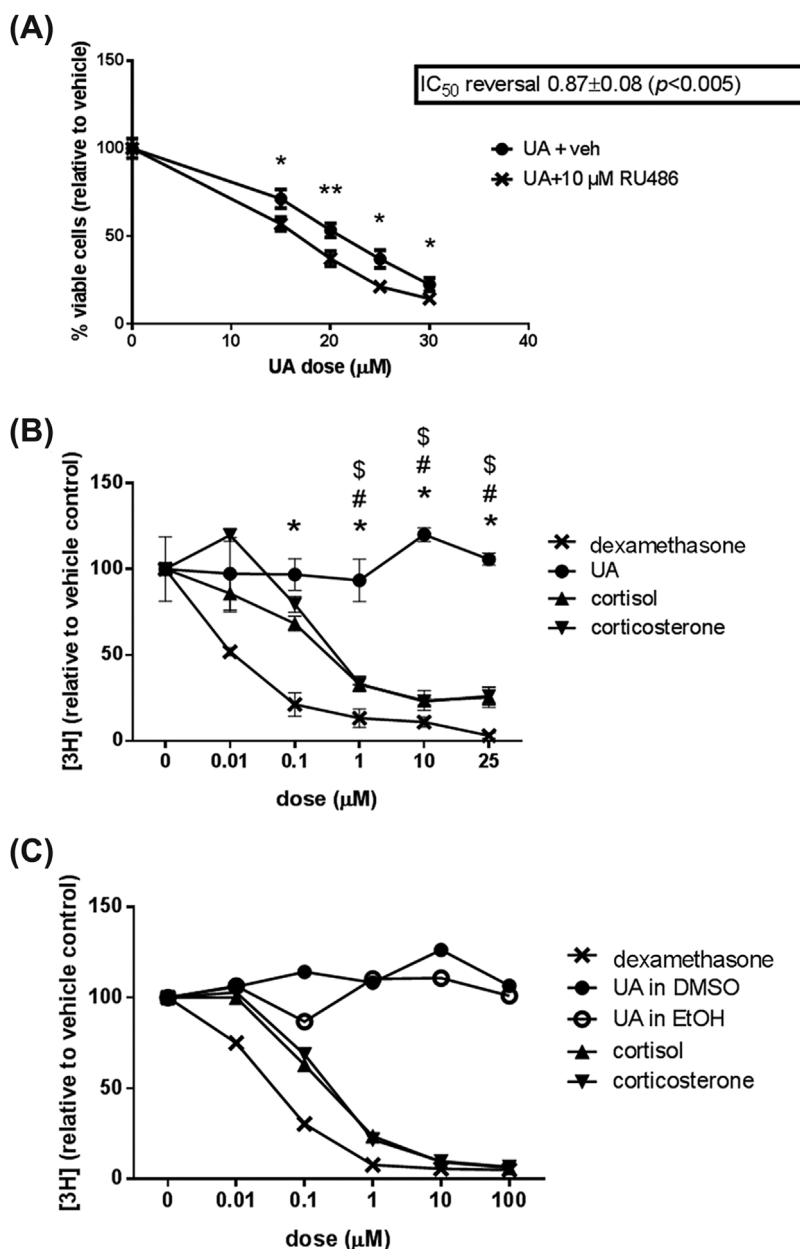 (A)
% viable cells (relative to vehicle)
150
100
50
0
0 10 20 30 40
UA dose (µM)
IC50 reversal 0.87±0.08 (p<0.005)
UA + veh
UA+10 µM RU486
* ** * *
(B)
[3H] (relative to vehicle control)
150
100
50
0
0 0.01 0.1 1 10 25
dose (µM)
$ $ $
# # #
* * * *
dexamethasone
UA
cortisol
corticosterone
(C)
[3H] (relative to vehicle control)
150
100
50
0
0 0.01 0.1 1 10 100
dose (µM)
dexamethasone
UA in DMSO
UA in EtOH
cortisol
corticosterone